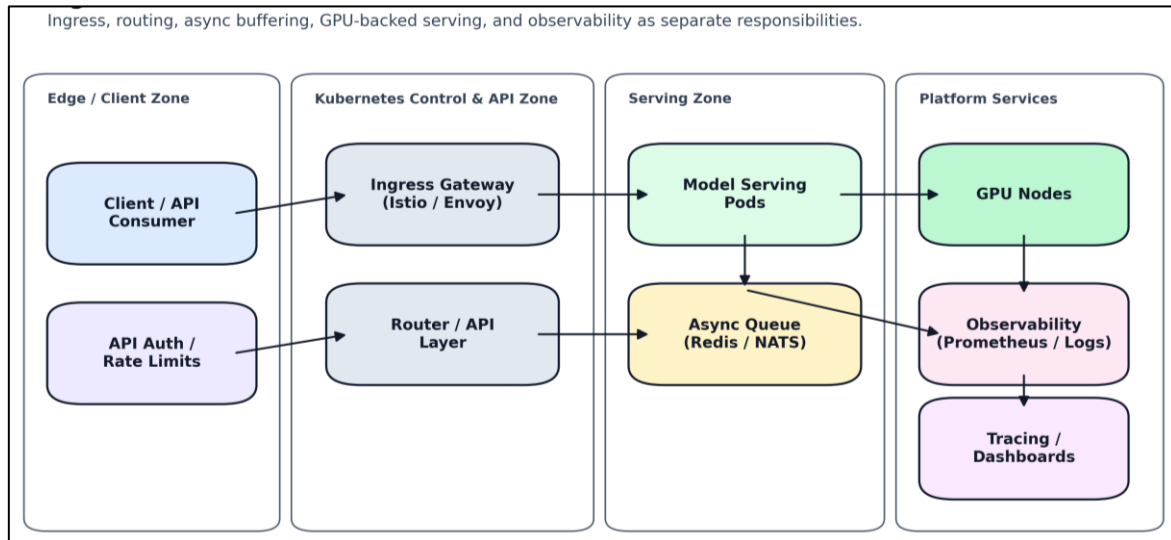 Ingress, routing, async buffering, GPU-backed serving, and observability as separate responsibilities.
Edge / Client Zone
Client / API
Consumer
API Auth /
Rate Limits
Kubernetes Control & API Zone
Ingress Gateway
(Istio / Envoy)
Router / API
Layer
Serving Zone
Model Serving
Pods
Async Queue
(Redis / NATS)
Platform Services
GPU Nodes
Observability
(Prometheus / Logs)
Tracing /
Dashboards